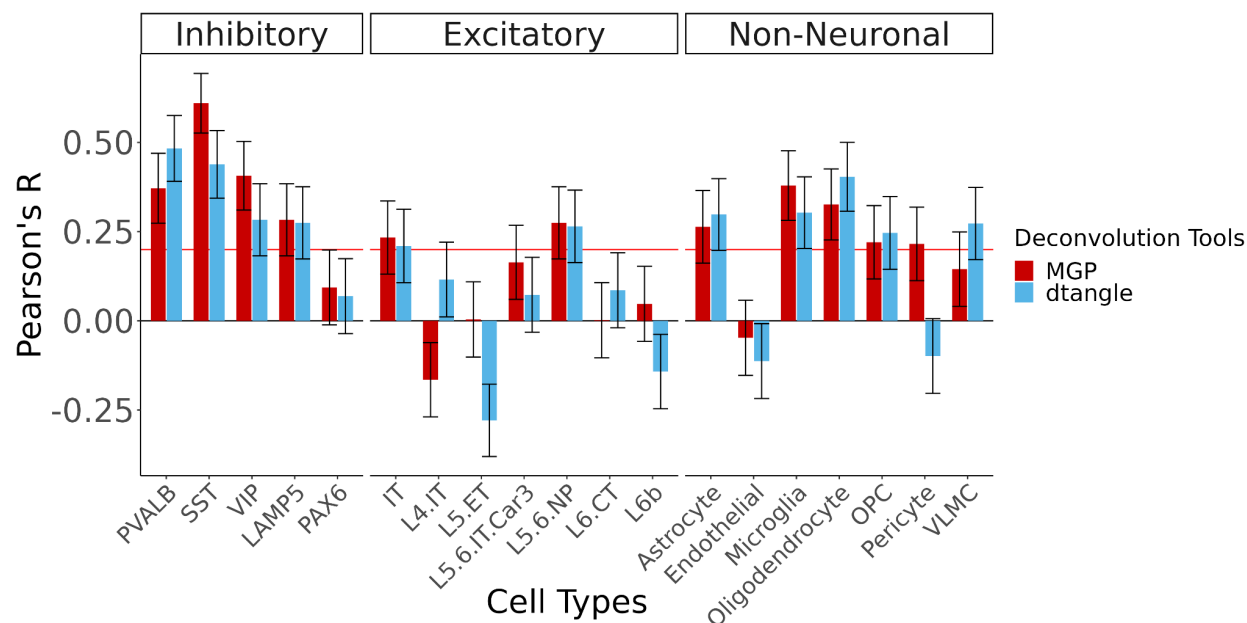 Inhibitory
Excitatory
Non-Neuronal
Pearson's R
0.50
0.25
0.00
-0.25
PVALB
SST
VIP
LAMP5
PAX6
IT
L4.IT
L5.ET
L5.6.IT.Car3
L5.6.NP
L6.CT
L6b
Astrocyte
Endothelial
Microglia
Oligodendrocyte
OPC
Pericyte
VLMC
Cell Types
Deconvolution Tools
MGP
dtangle